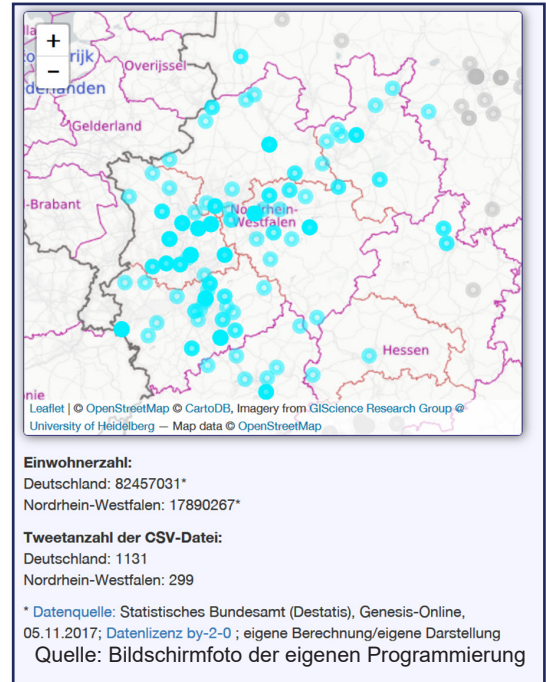 +
−
rijk
Overijssel
Gelderland
-Brabant
Nordrhein-
Westfalen
Hessen
nie
Leaflet | © OpenStreetMap © CartoDB, Imagery from GIScience Research Group @
University of Heidelberg — Map data © OpenStreetMap
Einwohnerzahl:
Deutschland: 82457031*
Nordrhein-Westfalen: 17890267*
Tweetanzahl der CSV-Datei:
Deutschland: 1131
Nordrhein-Westfalen: 299
* Datenquelle: Statistisches Bundesamt (Destatis), Genesis-Online,
05.11.2017; Datenlizenz by-2-0 ; eigene Berechnung/eigene Darstellung
Quelle: Bildschirmfoto der eigenen Programmierung